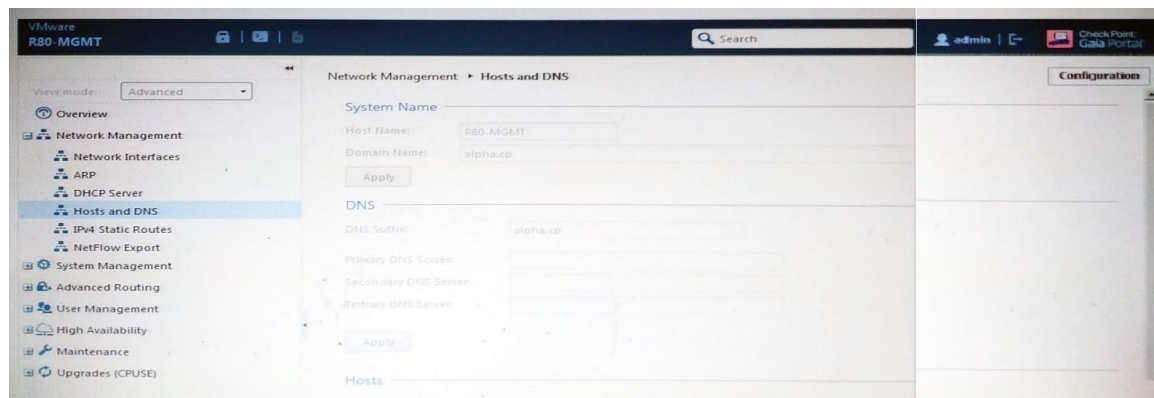 VMware
R80-MGMT
Search
admin
Check Point
Gaia Portal
View mode: Advanced
Network Management Hosts and DNS
Configuration
Overview
Network Management
Network Interfaces
ARP
DHCP Server
Hosts and DNS
IPv4 Static Routes
NetFlow Export
System Management
Advanced Routing
User Management
High Availability
Maintenance
Upgrades (CPUSE)
System Name
Host Name: R80-MGMT
Domain Name: alpha.cp
Apply
DNS
DNS Suffix: alpha.cp
Primary DNS Server:
Secondary DNS Server:
Tertiary DNS Server:
Apply
Hosts